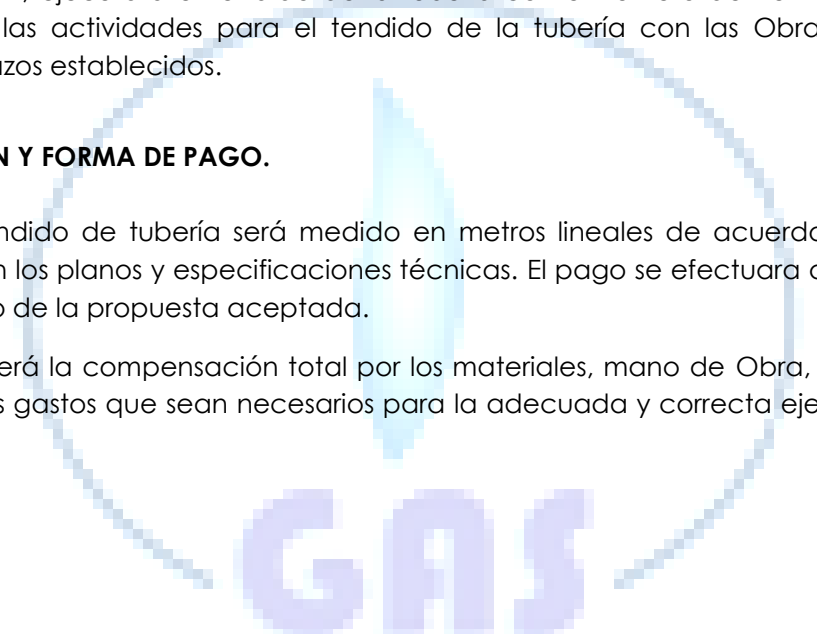 las actividades para el tendido de la tubería con las Obra
azos establecidos.
N Y FORMA DE PAGO.
ndido de tubería será medido en metros lineales de acuerdo
n los planos y especificaciones técnicas. El pago se efectuara
o de la propuesta aceptada.
erá la compensación total por los materiales, mano de Obra,
s gastos que sean necesarios para la adecuada y correcta eje
GAS